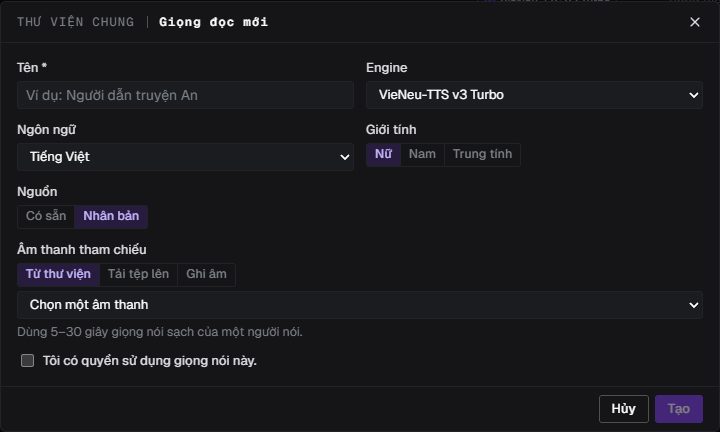 THƯ VIỆN CHUNG | Giọng đọc mới
Tên *
Engine
Ví dụ: Người dẫn truyện An
VieNeu-TTS v3 Turbo
Ngôn ngữ
Giới tính
Tiếng Việt
Nữ Nam Trung tính
Nguồn
Có sẵn Nhân bản
Âm thanh tham chiếu
Từ thư viện Tải tệp lên Ghi âm
Chọn một âm thanh
Dùng 5–30 giây giọng nói sạch của một người nói.
Tôi có quyền sử dụng giọng nói này.
Hủy Tạo